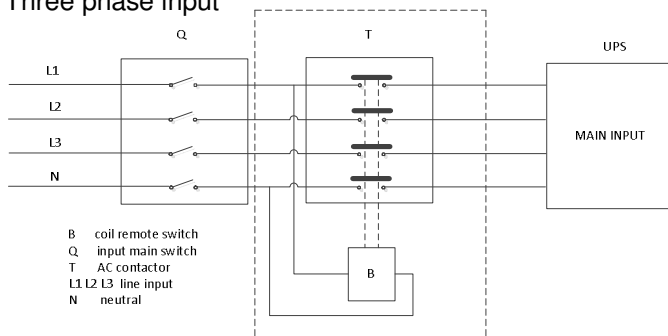 Three phase input
Q
T
UPS
L1
L2
L3
N
MAIN INPUT
B
B coil remote switch
Q input main switch
T AC contactor
L1 L2 L3 line input
N neutral